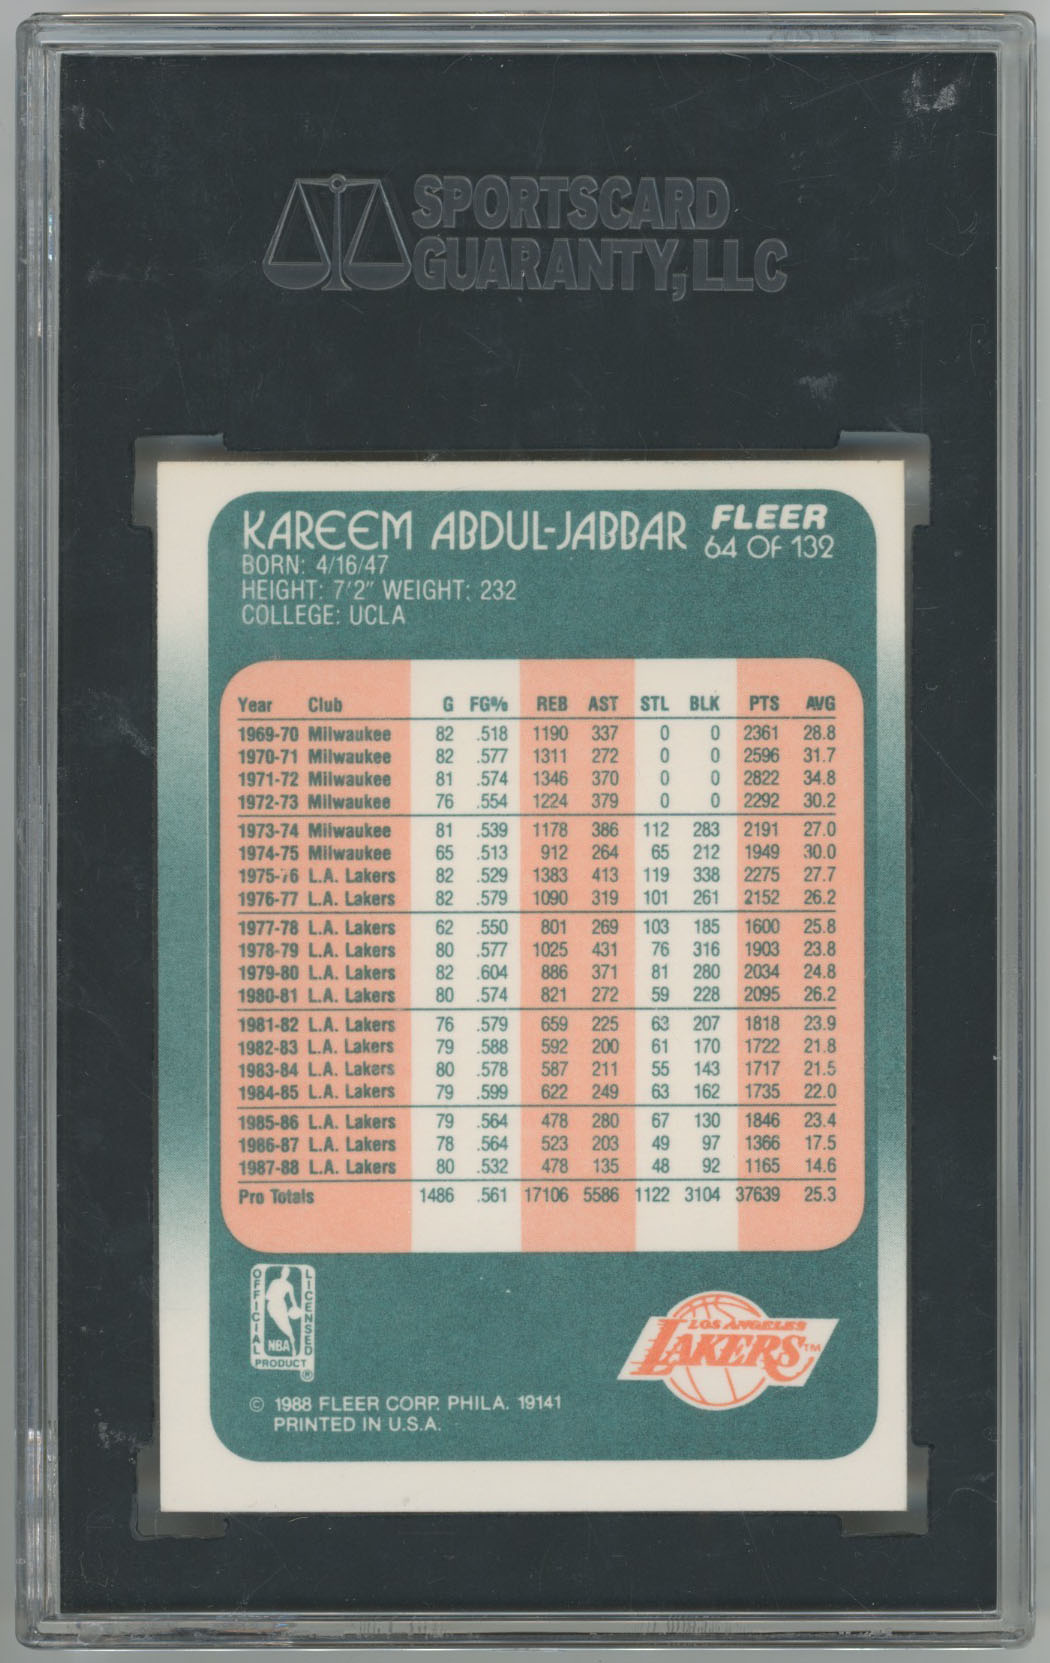 SPORTSCARD
GUARANTY, LLC
KAREEM ABDUL-JABBAR FLEER
64 OF 132
BORN: 4/16/47
HEIGHT: 7'2" WEIGHT: 232
COLLEGE: UCLA
Year Club G FG% REB AST STL BLK PTS AVG
1969-70 Milwaukee 82 .518 1190 337 0 0 2361 28.8
1970-71 Milwaukee 82 .577 1311 272 0 0 2596 31.7
1971-72 Milwaukee 81 .574 1346 370 0 0 2822 34.8
1972-73 Milwaukee 76 .554 1224 379 0 0 2292 30.2
1973-74 Milwaukee 81 .539 1178 386 112 283 2191 27.0
1974-75 Milwaukee 65 .513 912 264 65 212 1949 30.0
1975-76 L.A. Lakers 82 .529 1383 413 119 338 2275 27.7
1976-77 L.A. Lakers 82 .579 1090 319 101 261 2152 26.2
1977-78 L.A. Lakers 62 .550 801 269 103 185 1600 25.8
1978-79 L.A. Lakers 80 .577 1025 431 76 316 1903 23.8
1979-80 L.A. Lakers 82 .604 886 371 81 280 2034 24.8
1980-81 L.A. Lakers 80 .574 821 272 59 228 2095 26.2
1981-82 L.A. Lakers 76 .579 659 225 63 207 1818 23.9
1982-83 L.A. Lakers 79 .588 592 200 61 170 1722 21.8
1983-84 L.A. Lakers 80 .578 587 211 55 143 1717 21.5
1984-85 L.A. Lakers 79 .599 622 249 63 162 1735 22.0
1985-86 L.A. Lakers 79 .564 478 280 67 130 1846 23.4
1986-87 L.A. Lakers 78 .564 523 203 49 97 1366 17.5
1987-88 L.A. Lakers 80 .532 478 135 48 92 1165 14.6
Pro Totals 1486 .561 17106 5586 1122 3104 37639 25.3
OFFICIAL LICENSED
NBA
PRODUCT ®
LOS ANGELES
LAKERS™
© 1988 FLEER CORP. PHILA. 19141
PRINTED IN U.S.A.